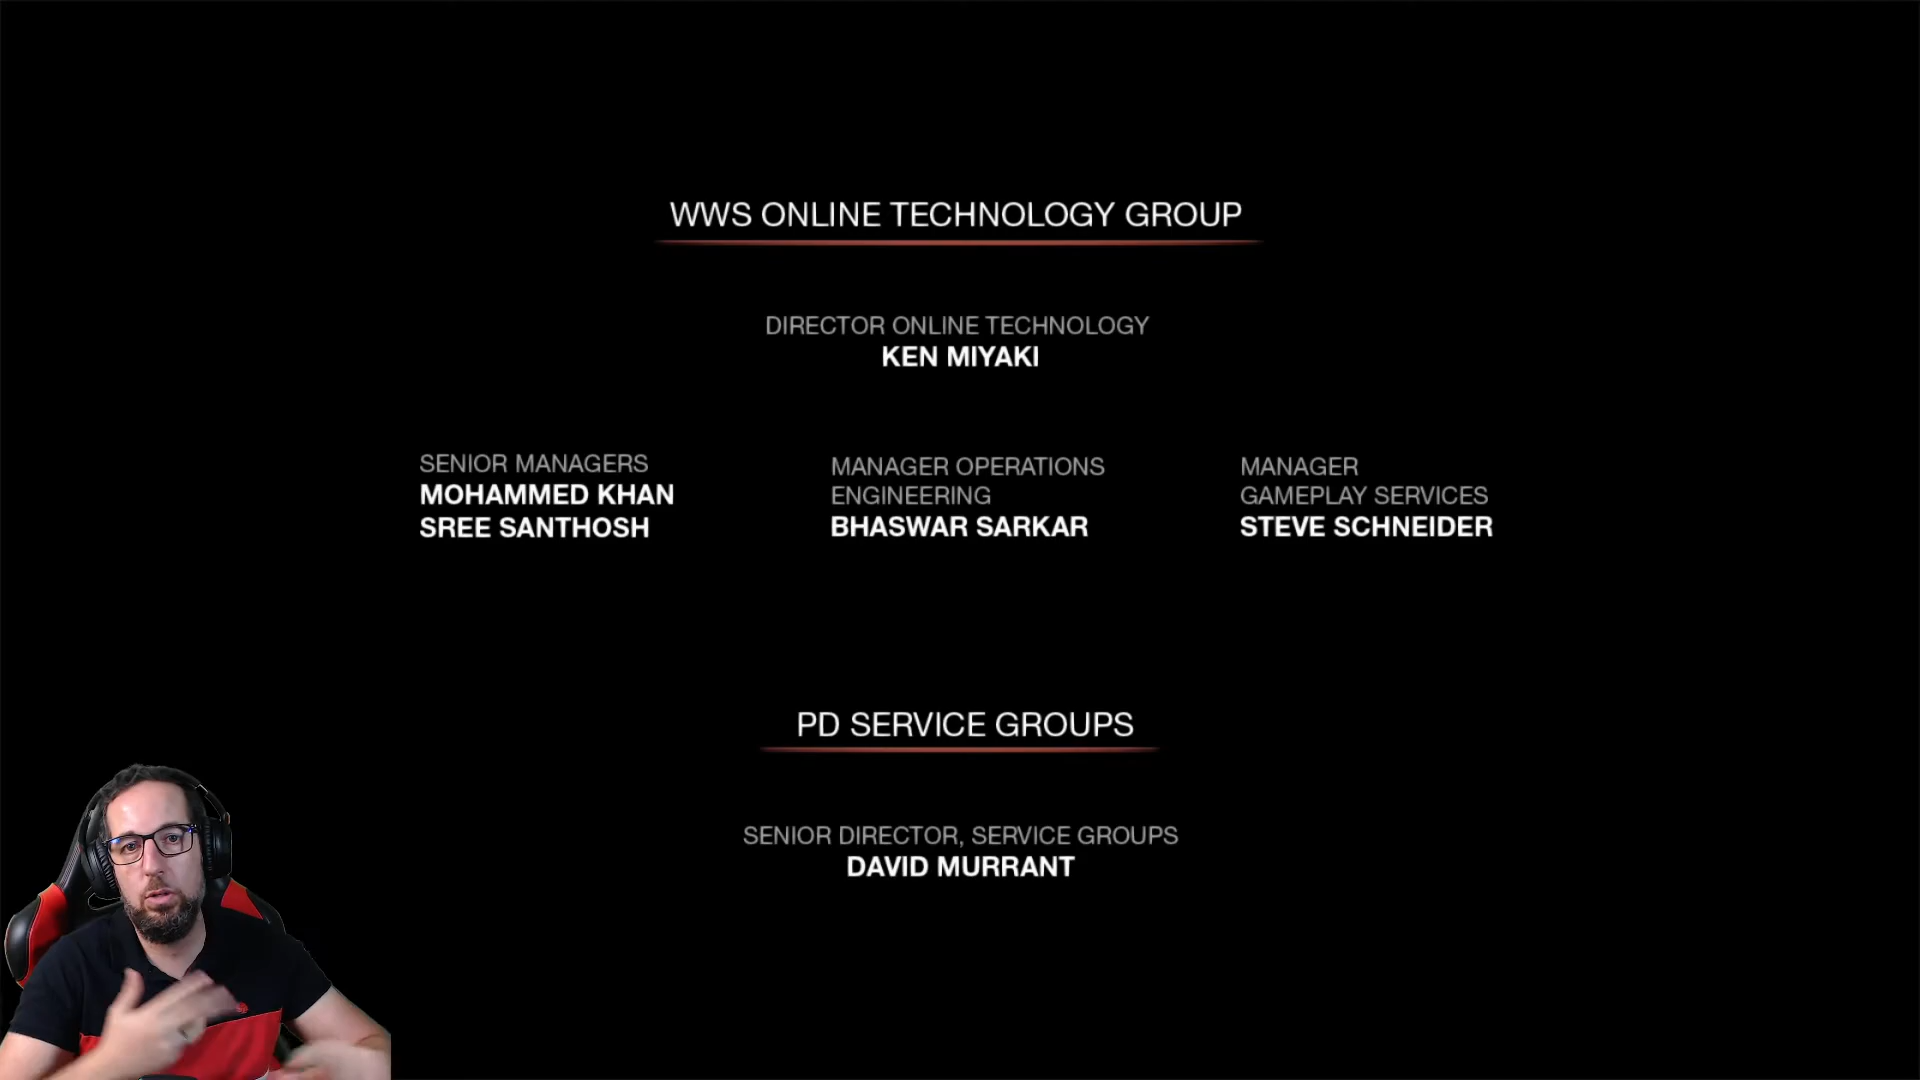 WWS ONLINE TECHNOLOGY GROUP
DIRECTOR ONLINE TECHNOLOGY
KEN MIYAKI
SENIOR MANAGERS
MOHAMMED KHAN
SREE SANTHOSH
MANAGER OPERATIONS
ENGINEERING
BHASWAR SARKAR
MANAGER
GAMEPLAY SERVICES
STEVE SCHNEIDER
PD SERVICE GROUPS
SENIOR DIRECTOR, SERVICE GROUPS
DAVID MURRANT